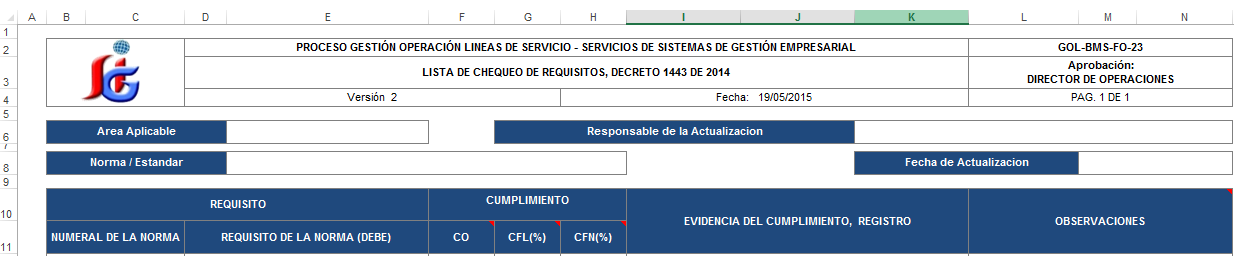 A B C D E F G H I J K L M N
1
2 PROCESO GESTIÓN OPERACIÓN LINEAS DE SERVICIO - SERVICIOS DE SISTEMAS DE GESTIÓN EMPRESARIAL GOL-BMS-FO-23
3 LISTA DE CHEQUEO DE REQUISITOS, DECRETO 1443 DE 2014 Aprobación:
DIRECTOR DE OPERACIONES
4 Versión 2 Fecha: 19/05/2015 PAG. 1 DE 1
5
6 Area Aplicable Responsable de la Actualizacion
7
8 Norma / Estandar Fecha de Actualizacion
9
10 REQUISITO CUMPLIMIENTO
EVIDENCIA DEL CUMPLIMIENTO, REGISTRO OBSERVACIONES
11 NUMERAL DE LA NORMA REQUISITO DE LA NORMA (DEBE) CO CFL(%) CFN(%)